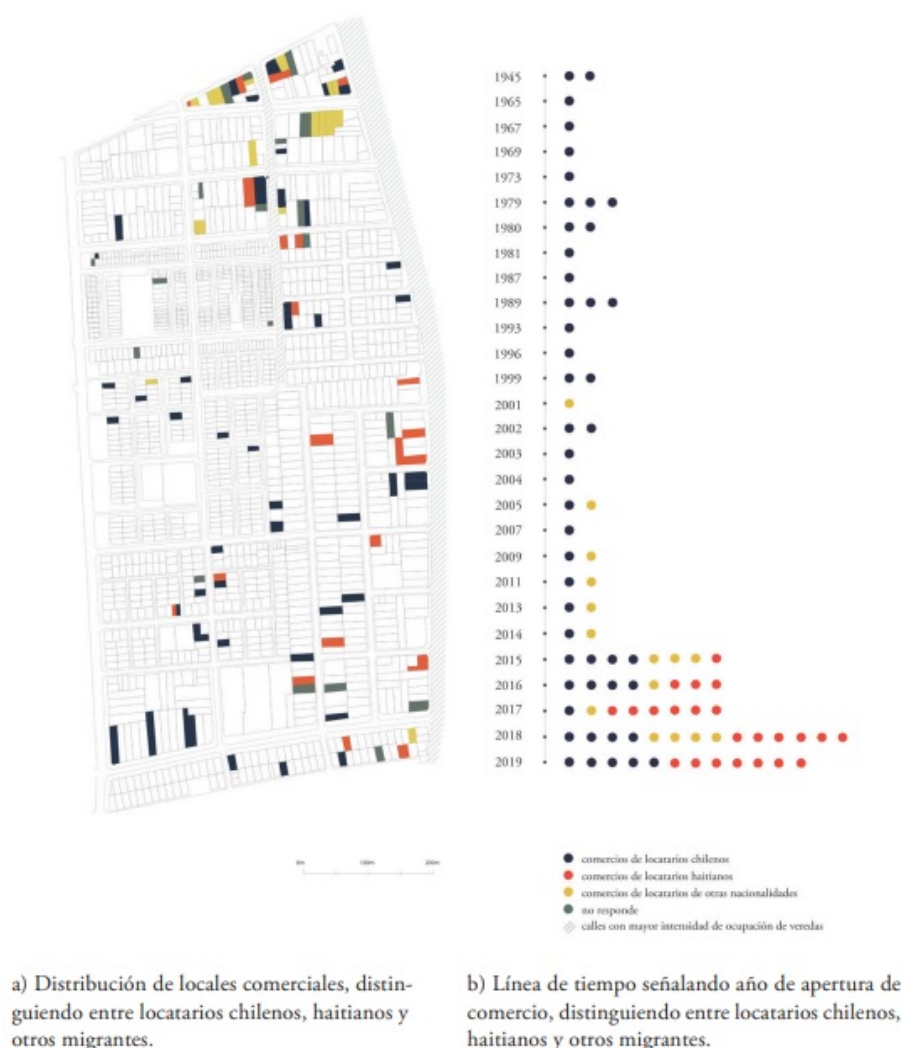 1945
1965
1967
1969
1973
1979
1980
1981
1987
1989
1993
1996
1999
2001
2002
2003
2004
2005
2007
2009
2011
2013
2014
2015
2016
2017
2018
2019
0m 100m 200m
comercios de locatarios chilenos
comercios de locatarios haitianos
comercios de locatarios de otras nacionalidades
no responde
calles con mayor intensidad de ocupación de veredas
a) Distribución de locales comerciales, distin-
guiendo entre locatarios chilenos, haitianos y
otros migrantes.
b) Línea de tiempo señalando año de apertura de
comercio, distinguiendo entre locatarios chilenos,
haitianos y otros migrantes.